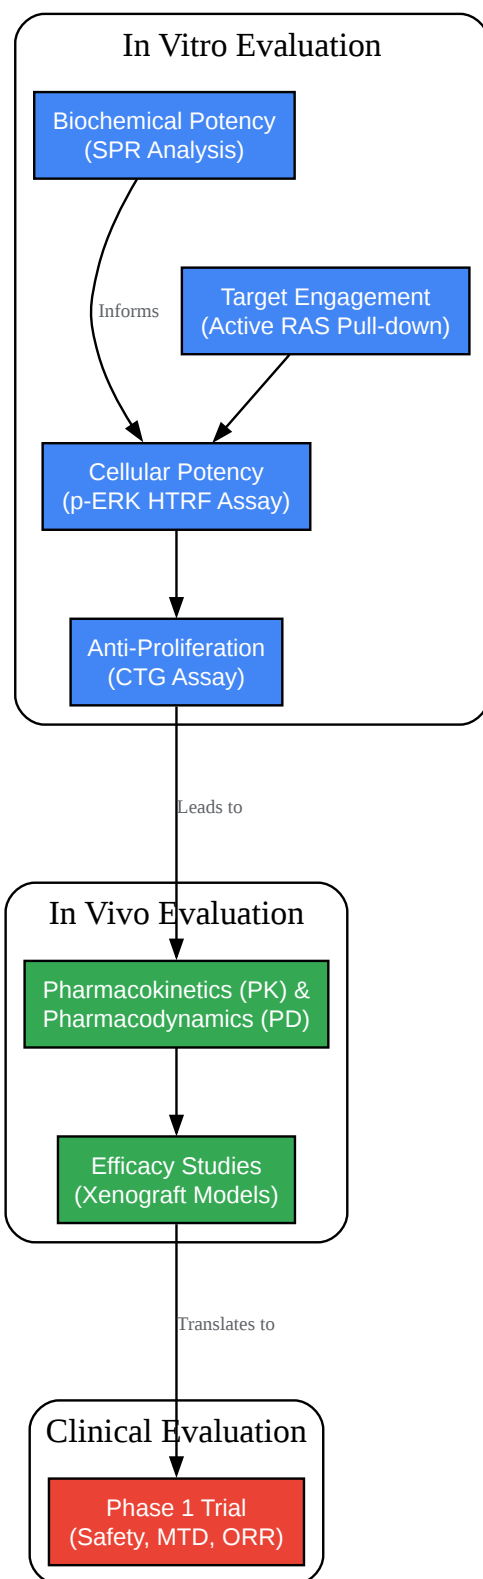 In Vitro Evaluation
Biochemical Potency
(SPR Analysis)
Informs
Target Engagement
(Active RAS Pull-down)
Cellular Potency
(p-ERK HTRF Assay)
Anti-Proliferation
(CTG Assay)
Leads to
In Vivo Evaluation
Pharmacokinetics (PK) &
Pharmacodynamics (PD)
Efficacy Studies
(Xenograft Models)
Translates to
Clinical Evaluation
Phase 1 Trial
(Safety, MTD, ORR)